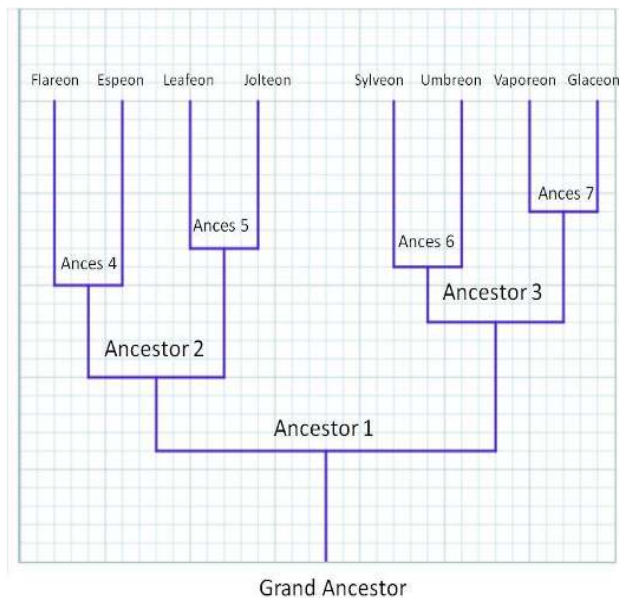 Flareon Espeon Leafeon Jolteon Sylveon Umbreon Vaporeon Glaceon
Ances 7
Ances 5
Ances 6
Ances 4
Ancestor 3
Ancestor 2
Ancestor 1
Grand Ancestor